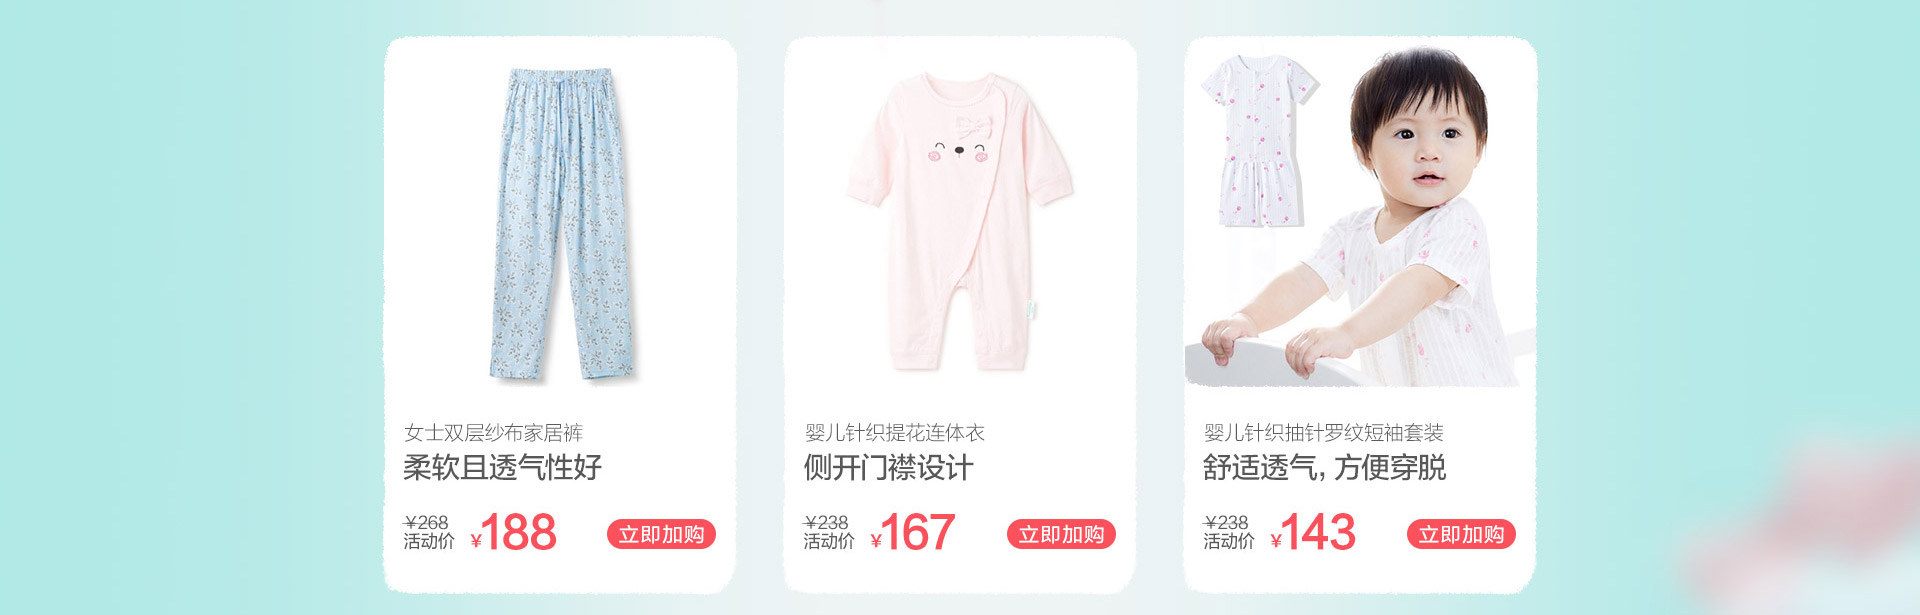 女士双层纱布家居裤
柔软且透气性好
¥268
活动价 ¥188
立即加购
婴儿针织提花连体衣
侧开门襟设计
¥238
活动价 ¥167
立即加购
婴儿针织抽针罗纹短袖套装
舒适透气, 方便穿脱
¥238
活动价 ¥143
立即加购